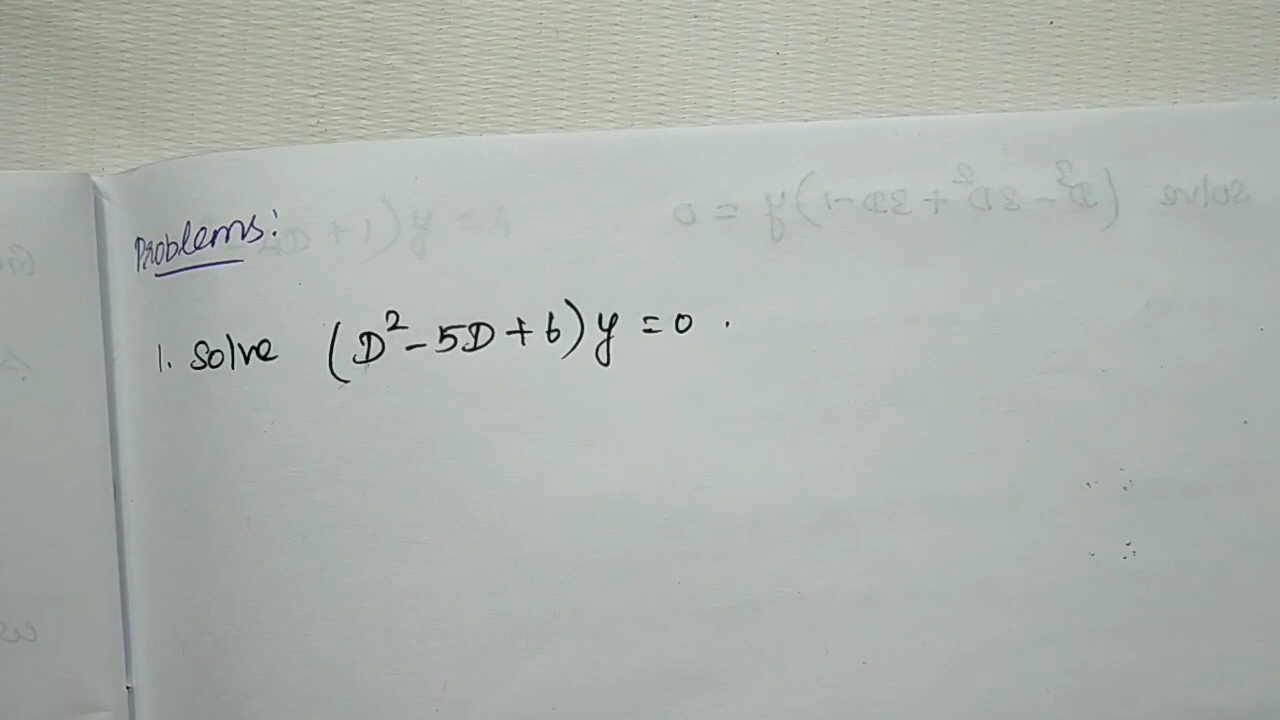 Problems:
1. solve (D² - 5D + 6) y = 0 .